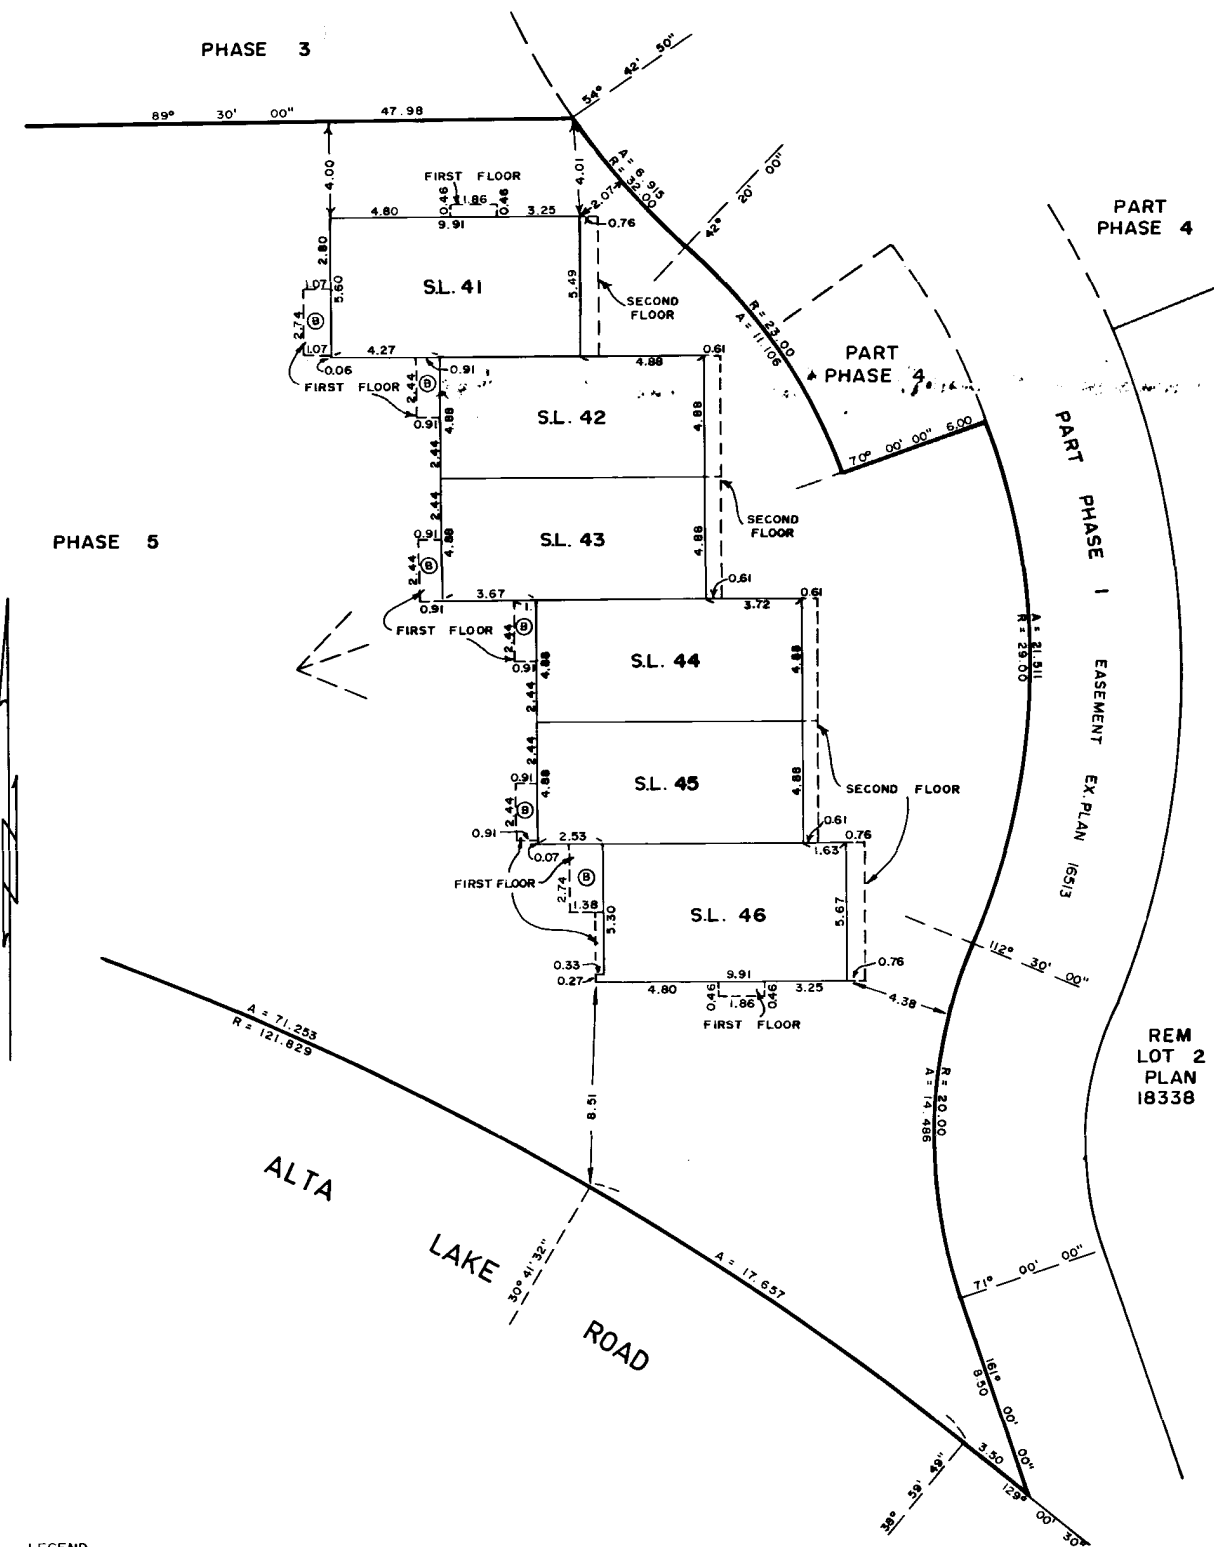 PHASE 3
54° 42' 50"
89° 30' 00" 47.98
4.00
4.01
A = 6.915
R = 32.00
2.07
42° 20' 00"
FIRST FLOOR
0.46 1.86 0.46
4.80 3.25
9.91
0.76
2.80
5.60
S.L. 41
5.49
SECOND
FLOOR
1.07
2.74
B
1.07
0.06
FIRST FLOOR
R = 23.00
A = 11.106
PART
PHASE 4
PART
PHASE 4
4.27
0.91
4.88
0.61
2.44
B
0.91
4.88
2.44
S.L. 42
4.88
70° 00' 00" 6.00
PHASE 5
2.44
4.88
0.91
2.44
B
0.91
S.L. 43
4.88
SECOND
FLOOR
0.61
3.67
3.72
0.61
FIRST FLOOR
2.44
B
0.91
4.88
2.44
S.L. 44
4.88
PART PHASE 1
EASEMENT EX. PLAN 16513
A = 21.511
R = 29.00
2.44
4.88
0.91
2.44
B
0.91
0.07
S.L. 45
4.88
SECOND FLOOR
0.61
0.76
2.53
1.63
FIRST FLOOR
2.74
B
1.38
5.30
S.L. 46
5.67
0.33
0.27
9.91
4.80 3.25
0.46 1.86 0.46
FIRST FLOOR
0.76
4.38
112° 30' 00"
REM
LOT 2
PLAN
18338
A = 71.253
R = 121.829
8.51
R = 20.00
A = 14.486
ALTA
LAKE
ROAD
30° 41' 32"
A = 17.657
71° 00' 00"
161° 00' 00"
8.50
3.50
129° 00' 30"
38° 59' 49"
LEGEND